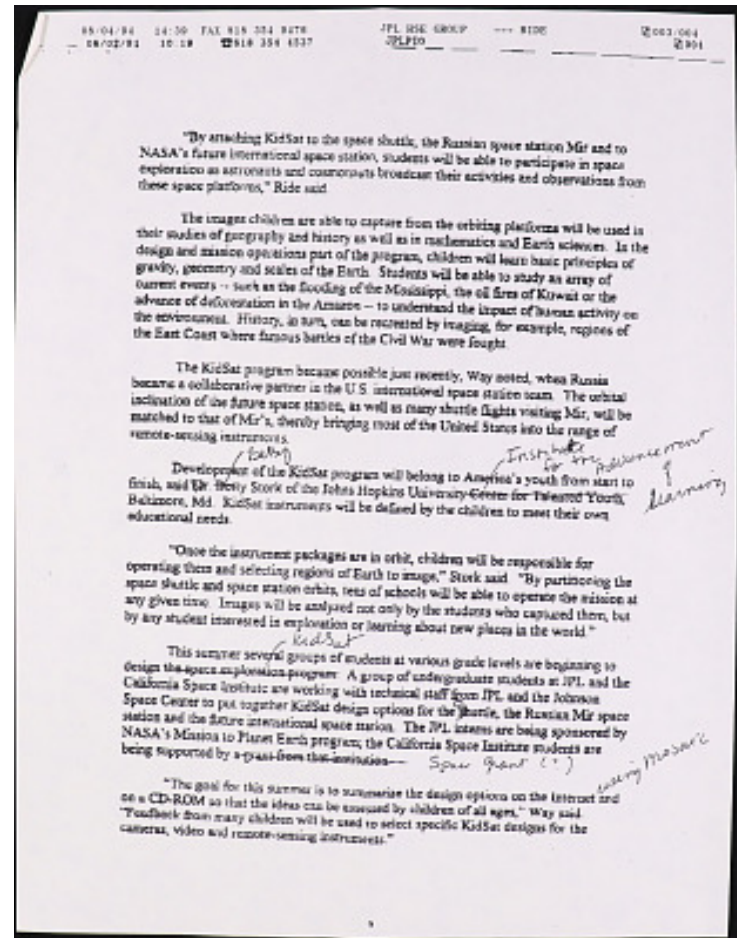 14:39 FAX 818 354 8476 JPL RSE GROUP --- RIDE 003/004
10:18 ☎818 354 4537 JPLPIO 001
"By attaching KidSat to the space shuttle, the Russian space station Mir and to
NASA's future international space station, students will be able to participate in space
exploration as astronauts and cosmonauts broadcast their activities and observations from
these space platforms," Ride said.
The images children are able to capture from the orbiting platforms will be used in
their studies of geography and history as well as in mathematics and Earth sciences. In the
design and mission operations part of the program, children will learn basic principles of
gravity, geometry and scales of the Earth. Students will be able to study an array of
current events -- such as the flooding of the Mississippi, the oil fires of Kuwait or the
advance of deforestation in the Amazon -- to understand the impact of human activity on
the environment. History, in turn, can be recreated by imaging, for example, regions of
the East Coast where famous battles of the Civil War were fought.
The KidSat program became possible just recently, Way noted, when Russia
became a collaborative partner in the U.S. international space station team. The orbital
inclination of the future space station, as well as many shuttle flights visiting Mir, will be
matched to that of Mir's, thereby bringing most of the United States into the range of
remote-sensing instruments.
Betsy Institute for the Advancement of Learning
Development of the KidSat program will belong to America's youth from start to
finish, said Dr. Betty Stork of the Johns Hopkins University Center for Talented Youth,
Baltimore, Md. KidSat instruments will be defined by the children to meet their own
educational needs.
"Once the instrument packages are in orbit, children will be responsible for
operating them and selecting regions of Earth to image," Stork said. "By partitioning the
space shuttle and space station orbits, tens of schools will be able to operate the mission at
any given time. Images will be analyzed not only by the students who captured them, but
by any student interested in exploration or learning about new places in the world."
KidSat
This summer several groups of students at various grade levels are beginning to
design the space exploration program. A group of undergraduate students at JPL and the
California Space Institute are working with technical staff from JPL and the Johnson
Space Center to put together KidSat design options for the shuttle, the Russian Mir space
station and the future international space station. The JPL interns are being sponsored by
NASA's Mission to Planet Earth program; the California Space Institute students are
being supported by a grant from that institution.
Space Grant (?)
using Mosaic
"The goal for this summer is to summarize the design options on the Internet and
on a CD-ROM so that the ideas can be assessed by children of all ages," Way said.
"Feedback from many children will be used to select specific KidSat designs for the
cameras, video and remote-sensing instruments."